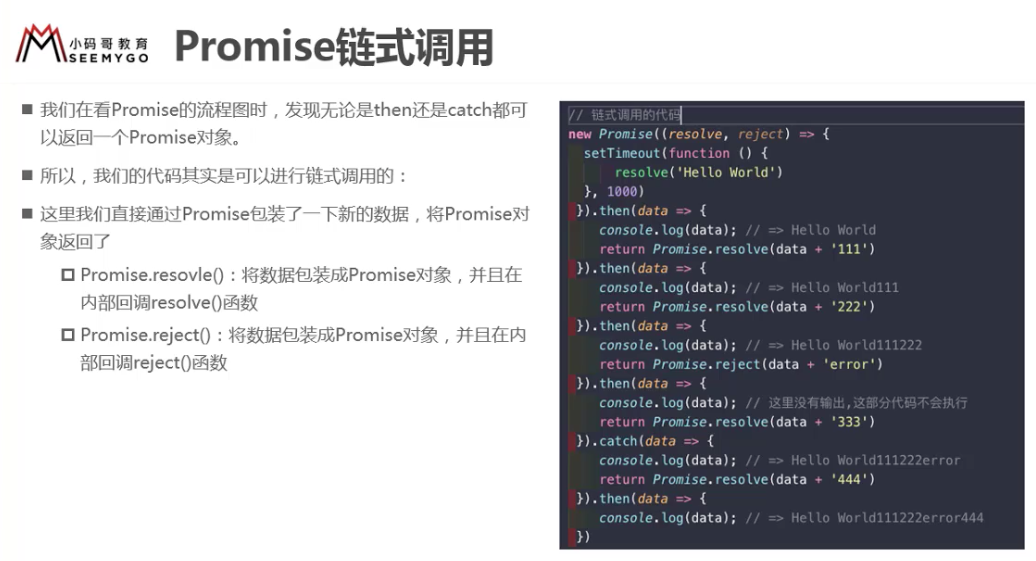 小码哥教育
SEEMYGO
Promise链式调用
■ 我们在看Promise的流程图时，发现无论是then还是catch都可
以返回一个Promise对象。
■ 所以，我们的代码其实是可以进行链式调用的：
■ 这里我们直接通过Promise包装了一下新的数据，将Promise对
象返回了
Promise.resovle()：将数据包装成Promise对象，并且在
内部回调resolve()函数
Promise.reject()：将数据包装成Promise对象，并且在内
部回调reject()函数
// 链式调用的代码
new Promise((resolve, reject) => {
setTimeout(function () {
resolve('Hello World')
}, 1000)
}).then(data => {
console.log(data); // => Hello World
return Promise.resolve(data + '111')
}).then(data => {
console.log(data); // => Hello World111
return Promise.resolve(data + '222')
}).then(data => {
console.log(data); // => Hello World111222
return Promise.reject(data + 'error')
}).then(data => {
console.log(data); // 这里没有输出,这部分代码不会执行
return Promise.resolve(data + '333')
}).catch(data => {
console.log(data); // => Hello World111222error
return Promise.resolve(data + '444')
}).then(data => {
console.log(data); // => Hello World111222error444
})